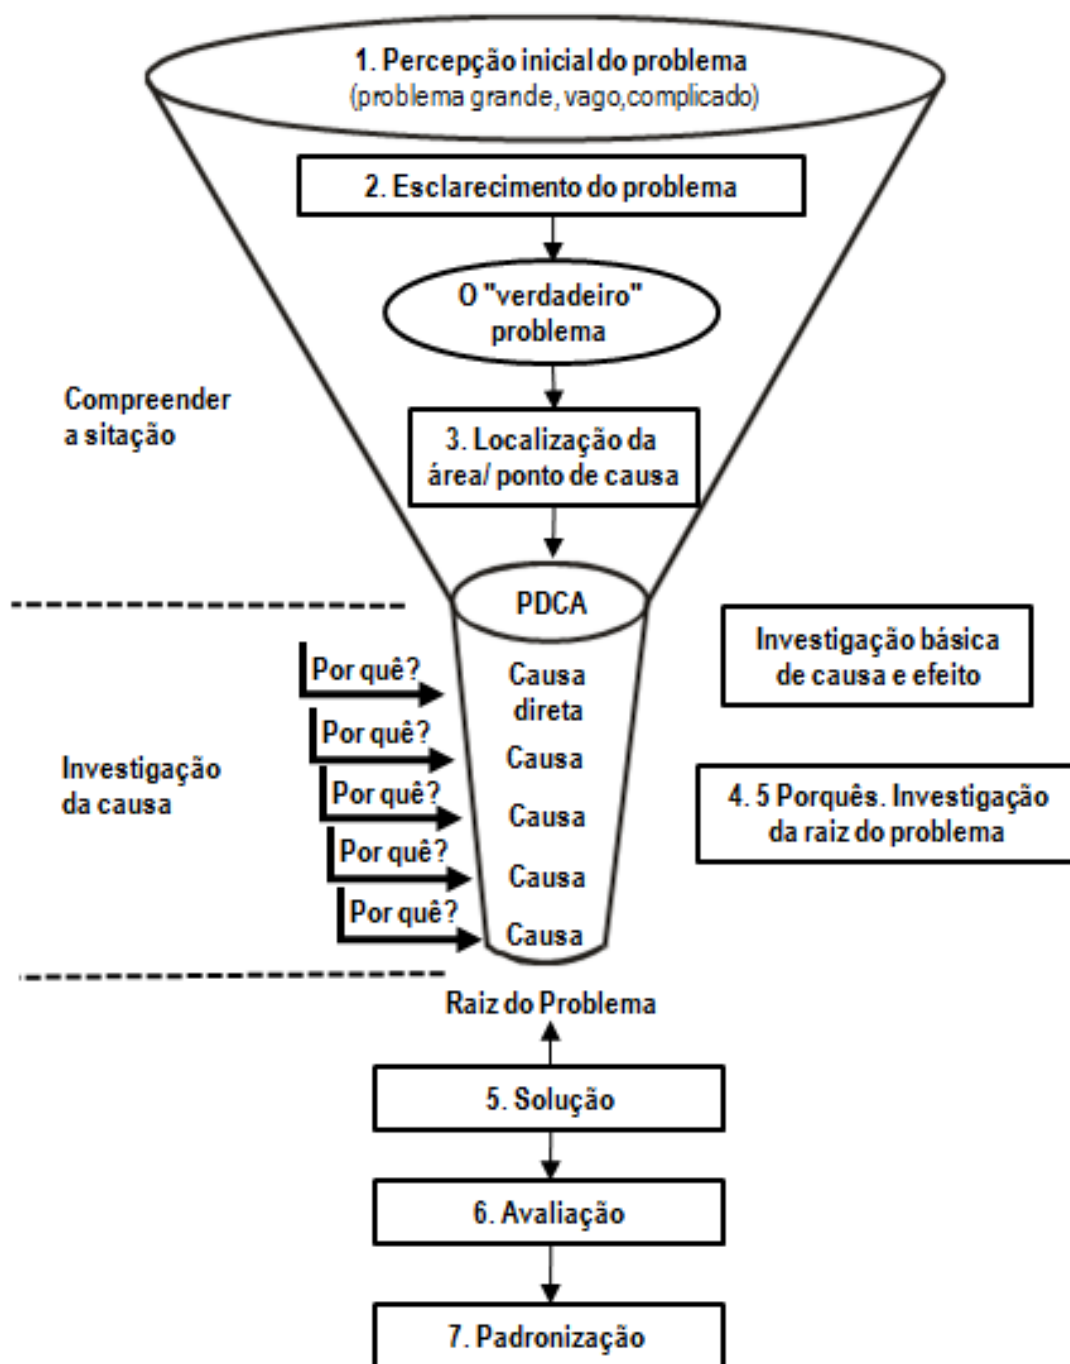 1. Percepção inicial do problema
(problema grande, vago,complicado)
2. Esclarecimento do problema
O "verdadeiro"
problema
Compreender
a sitação
3. Localização da
área/ ponto de causa
PDCA
Investigação básica
de causa e efeito
Por quê?
Causa
direta
Por quê?
Causa
Investigação
da causa
Por quê?
Causa
4. 5 Porquês. Investigação
da raiz do problema
Por quê?
Causa
Por quê?
Causa
Raiz do Problema
5. Solução
6. Avaliação
7. Padronização